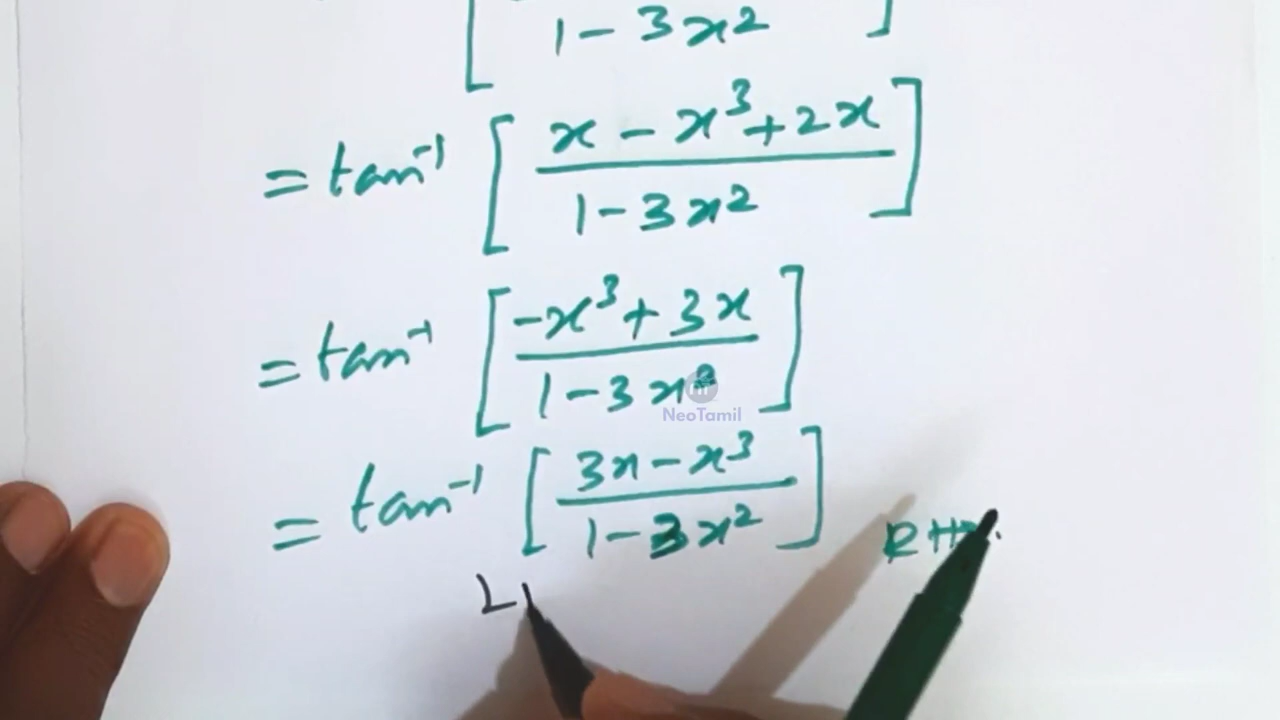 1 - 3x²
= tan⁻¹ [ x - x³ + 2x / 1 - 3x² ]
= tan⁻¹ [ -x³ + 3x / 1 - 3x² ]
NeoTamil
= tan⁻¹ [ 3x - x³ / 1 - 3x² ]
L